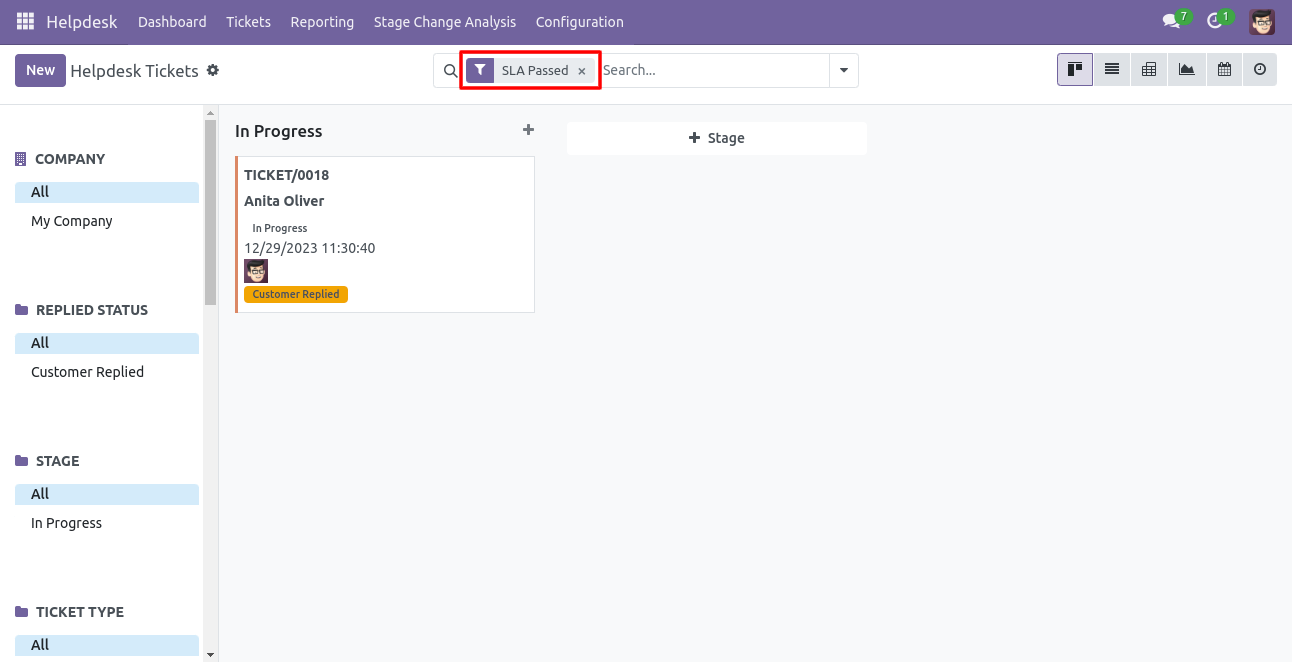 Helpdesk Dashboard Tickets Reporting Stage Change Analysis Configuration 7 1
New Helpdesk Tickets SLA Passed × Search...
COMPANY
All
My Company
REPLIED STATUS
All
Customer Replied
STAGE
All
In Progress
TICKET TYPE
All
In Progress
TICKET/0018
Anita Oliver
In Progress
12/29/2023 11:30:40
Customer Replied
Stage